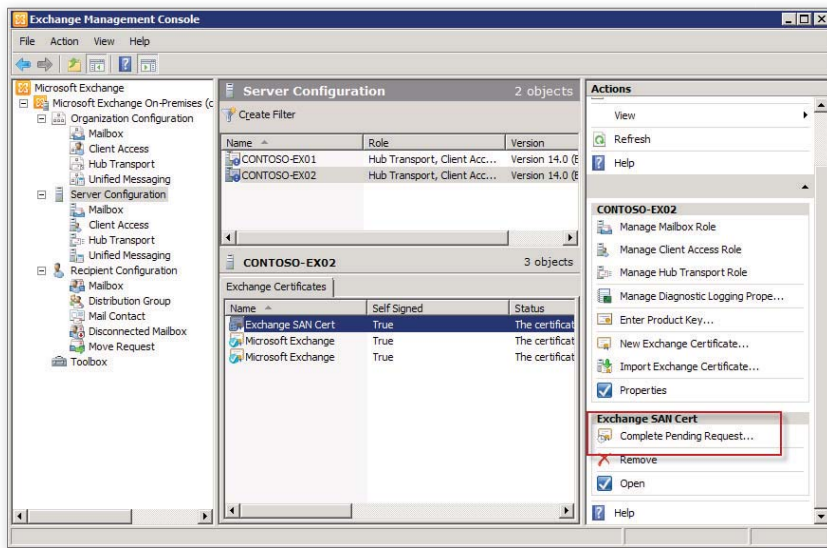 Exchange Management Console
File Action View Help
Microsoft Exchange
Microsoft Exchange On-Premises (c
Organization Configuration
Mailbox
Client Access
Hub Transport
Unified Messaging
Server Configuration
Mailbox
Client Access
Hub Transport
Unified Messaging
Recipient Configuration
Mailbox
Distribution Group
Mail Contact
Disconnected Mailbox
Move Request
Toolbox
Server Configuration 2 objects
Create Filter
Name Role Version
CONTOSO-EX01 Hub Transport, Client Acc... Version 14.0 (B
CONTOSO-EX02 Hub Transport, Client Acc... Version 14.0 (B
CONTOSO-EX02 3 objects
Exchange Certificates
Name Self Signed Status
Exchange SAN Cert True The certificat
Microsoft Exchange True The certificat
Microsoft Exchange True The certificat
Actions
View
Refresh
Help
CONTOSO-EX02
Manage Mailbox Role
Manage Client Access Role
Manage Hub Transport Role
Manage Diagnostic Logging Prope...
Enter Product Key...
New Exchange Certificate...
Import Exchange Certificate...
Properties
Exchange SAN Cert
Complete Pending Request...
Remove
Open
Help